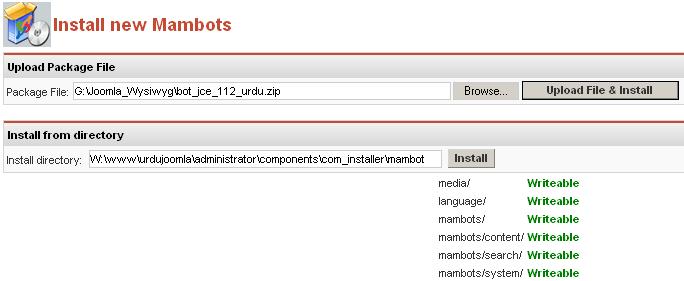 Install new Mambots
Upload Package File
Package File: G:\Joomla_Wysiwyg\bot_jce_112_urdu.zip Browse... Upload File & Install
Install from directory
Install directory: W:\www\urdujoomla\administrator\components\com_installer\mambot Install
media/ Writeable
language/ Writeable
mambots/ Writeable
mambots/content/ Writeable
mambots/search/ Writeable
mambots/system/ Writeable